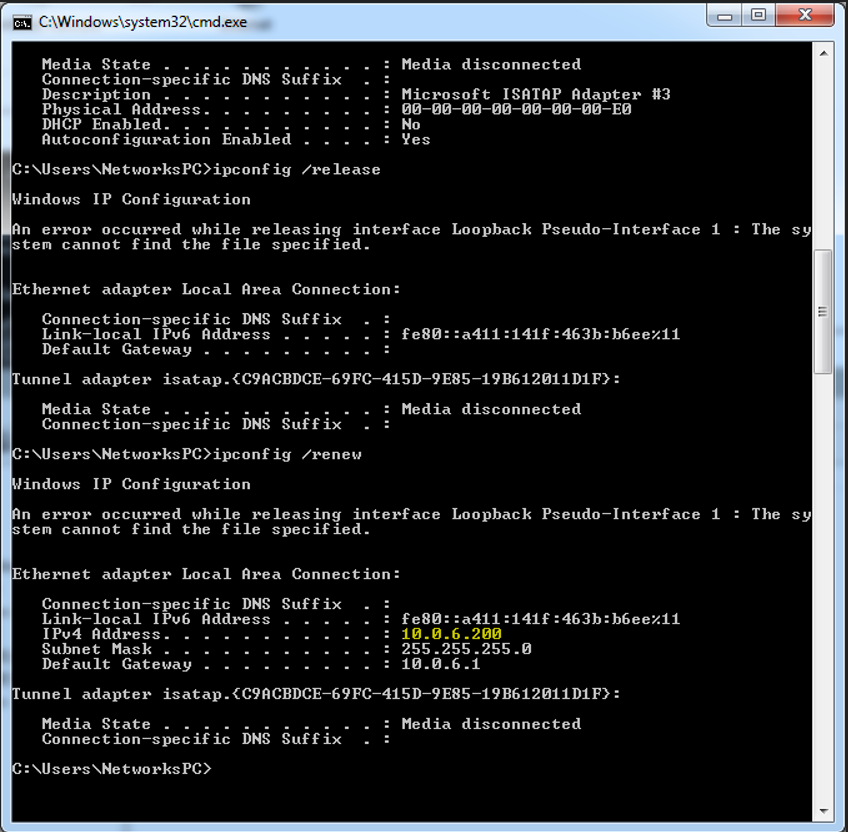 C:\Windows\system32\cmd.exe
Media State . . . . . . . . . . . : Media disconnected
Connection-specific DNS Suffix  . :
Description . . . . . . . . . . . : Microsoft ISATAP Adapter #3
Physical Address. . . . . . . . . : 00-00-00-00-00-00-00-E0
DHCP Enabled. . . . . . . . . . . : No
Autoconfiguration Enabled . . . . : Yes
C:\Users\NetworksPC>ipconfig /release
Windows IP Configuration
An error occurred while releasing interface Loopback Pseudo-Interface 1 : The sy
stem cannot find the file specified.
Ethernet adapter Local Area Connection:
Connection-specific DNS Suffix  . :
Link-local IPv6 Address . . . . . : fe80::a411:141f:463b:b6ee%11
Default Gateway . . . . . . . . . :
Tunnel adapter isatap.{C9ACBDCE-69FC-415D-9E85-19B612011D1F}:
Media State . . . . . . . . . . . : Media disconnected
Connection-specific DNS Suffix  . :
C:\Users\NetworksPC>ipconfig /renew
Windows IP Configuration
An error occurred while releasing interface Loopback Pseudo-Interface 1 : The sy
stem cannot find the file specified.
Ethernet adapter Local Area Connection:
Connection-specific DNS Suffix  . :
Link-local IPv6 Address . . . . . : fe80::a411:141f:463b:b6ee%11
IPv4 Address. . . . . . . . . . . : 10.0.6.200
Subnet Mask . . . . . . . . . . . : 255.255.255.0
Default Gateway . . . . . . . . . : 10.0.6.1
Tunnel adapter isatap.{C9ACBDCE-69FC-415D-9E85-19B612011D1F}:
Media State . . . . . . . . . . . : Media disconnected
Connection-specific DNS Suffix  . :
C:\Users\NetworksPC>